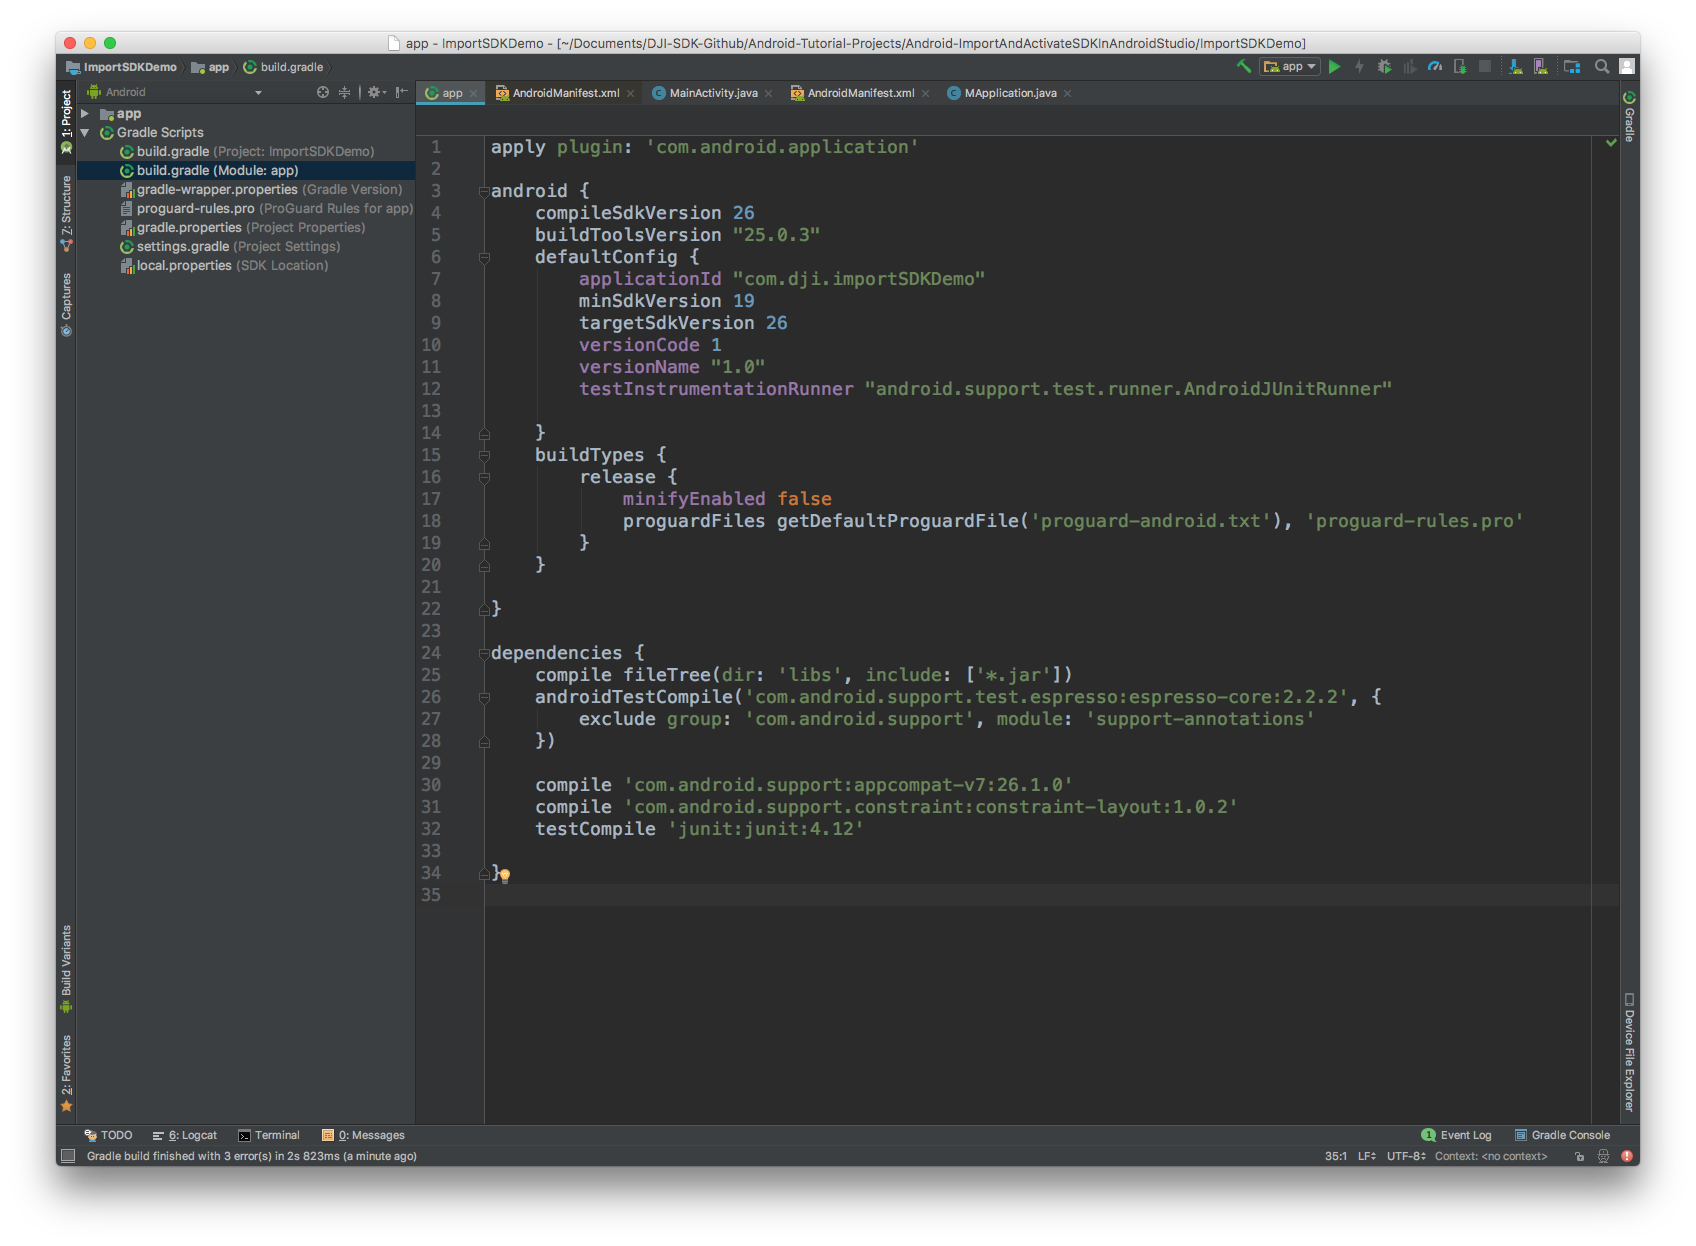 app - ImportSDKDemo - [~/Documents/DJI-SDK-Github/Android-Tutorial-Projects/Android-ImportAndActivateSDKInAndroidStudio/ImportSDKDemo]
ImportSDKDemo app build.gradle
app
Android
app
Gradle Scripts
build.gradle (Project: ImportSDKDemo)
build.gradle (Module: app)
gradle-wrapper.properties (Gradle Version)
proguard-rules.pro (ProGuard Rules for app)
gradle.properties (Project Properties)
settings.gradle (Project Settings)
local.properties (SDK Location)
1: Project
7: Structure
Captures
Build Variants
2: Favorites
app AndroidManifest.xml MainActivity.java AndroidManifest.xml MApplication.java
1 apply plugin: 'com.android.application'
2
3 android {
4 compileSdkVersion 26
5 buildToolsVersion "25.0.3"
6 defaultConfig {
7 applicationId "com.dji.importSDKDemo"
8 minSdkVersion 19
9 targetSdkVersion 26
10 versionCode 1
11 versionName "1.0"
12 testInstrumentationRunner "android.support.test.runner.AndroidJUnitRunner"
13
14 }
15 buildTypes {
16 release {
17 minifyEnabled false
18 proguardFiles getDefaultProguardFile('proguard-android.txt'), 'proguard-rules.pro'
19 }
20 }
21
22 }
23
24 dependencies {
25 compile fileTree(dir: 'libs', include: ['*.jar'])
26 androidTestCompile('com.android.support.test.espresso:espresso-core:2.2.2', {
27 exclude group: 'com.android.support', module: 'support-annotations'
28 })
29
30 compile 'com.android.support:appcompat-v7:26.1.0'
31 compile 'com.android.support.constraint:constraint-layout:1.0.2'
32 testCompile 'junit:junit:4.12'
33
34 }
35
Gradle
Device File Explorer
TODO 6: Logcat Terminal 0: Messages
1 Event Log Gradle Console
Gradle build finished with 3 error(s) in 2s 823ms (a minute ago)
35:1 LF UTF-8 Context: <no context>